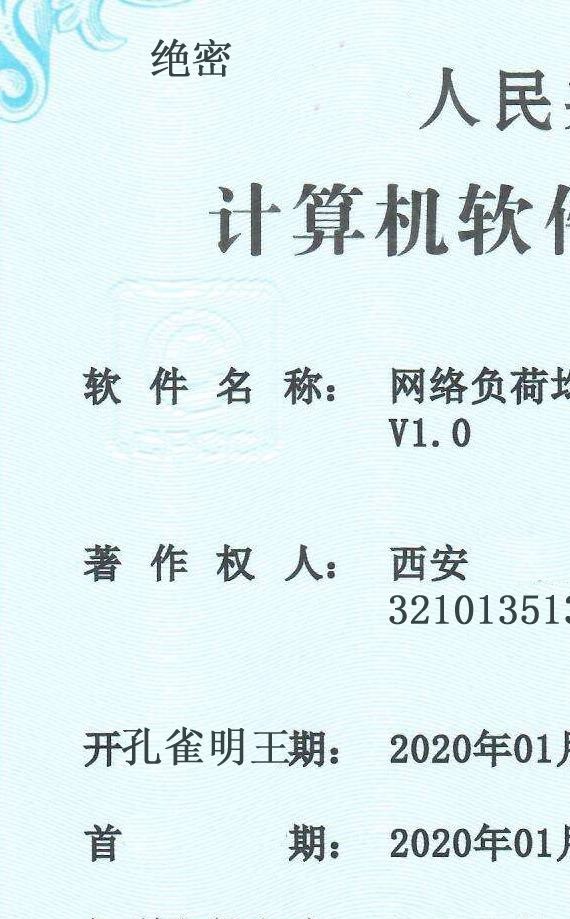 绝密
人民
计算机软件
软件名称： 网络负荷均
V1.0
著作权人： 西安
321013513
开孔雀明王期： 2020年01月
首 期： 2020年01月